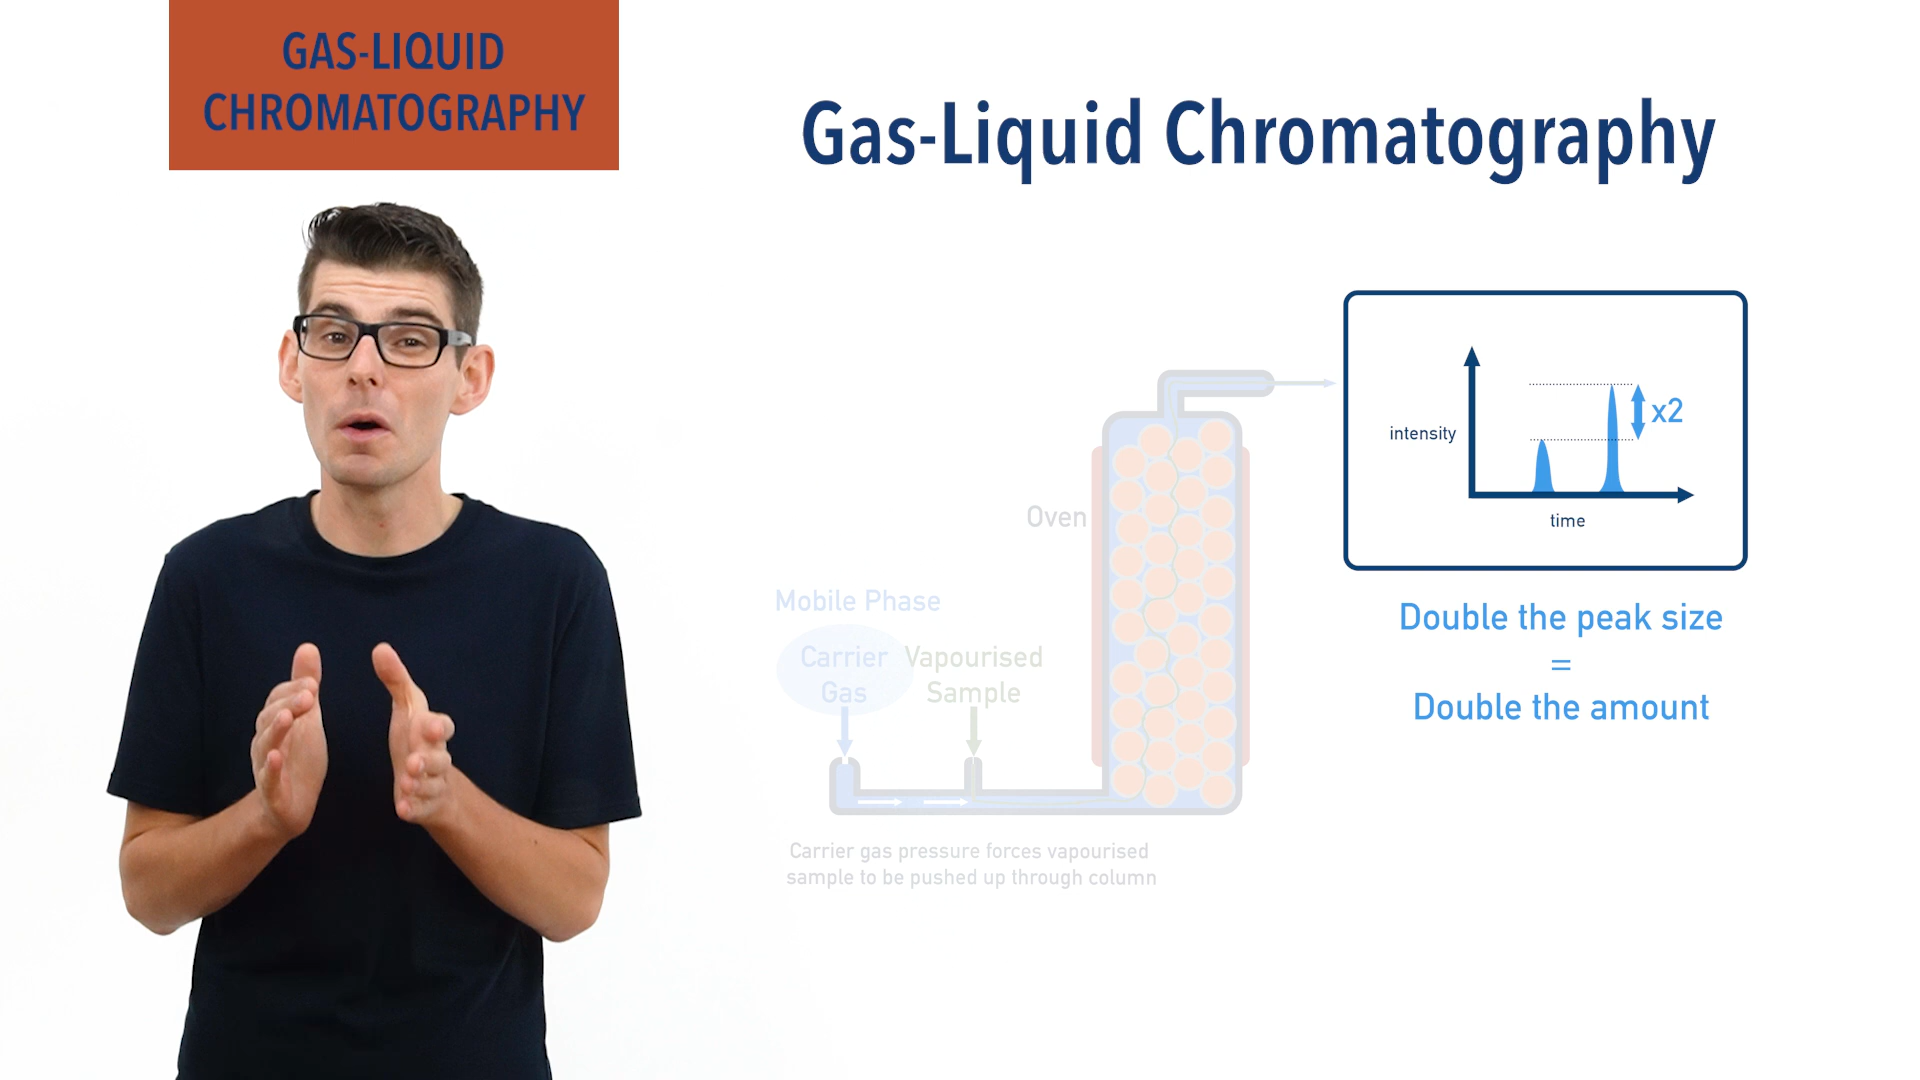 GAS-LIQUID
CHROMATOGRAPHY
Gas-Liquid Chromatography
intensity
x2
time
Double the peak size
=
Double the amount
Oven
Mobile Phase
Carrier
Gas
Vapourised
Sample
Carrier gas pressure forces vapourised
sample to be pushed up through column